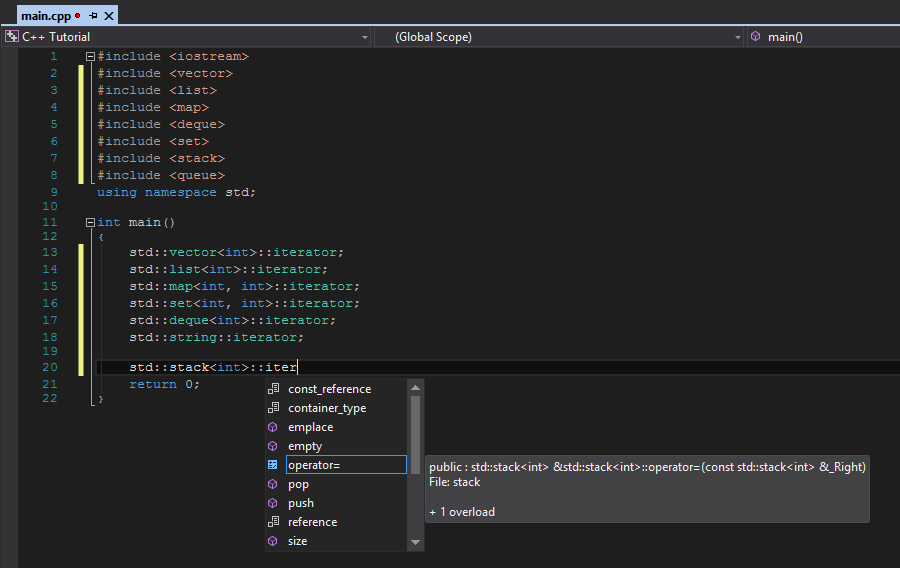 main.cpp
C++ Tutorial (Global Scope) main()
1 #include <iostream>
2 #include <vector>
3 #include <list>
4 #include <map>
5 #include <deque>
6 #include <set>
7 #include <stack>
8 #include <queue>
9 using namespace std;
10
11 int main()
12 {
13 std::vector<int>::iterator;
14 std::list<int>::iterator;
15 std::map<int, int>::iterator;
16 std::set<int, int>::iterator;
17 std::deque<int>::iterator;
18 std::string::iterator;
19
20 std::stack<int>::iter
21 return 0;
22 }
const_reference
container_type
emplace
empty
operator=
pop
push
reference
size
public : std::stack<int> &std::stack<int>::operator=(const std::stack<int> &_Right)
File: stack
+ 1 overload